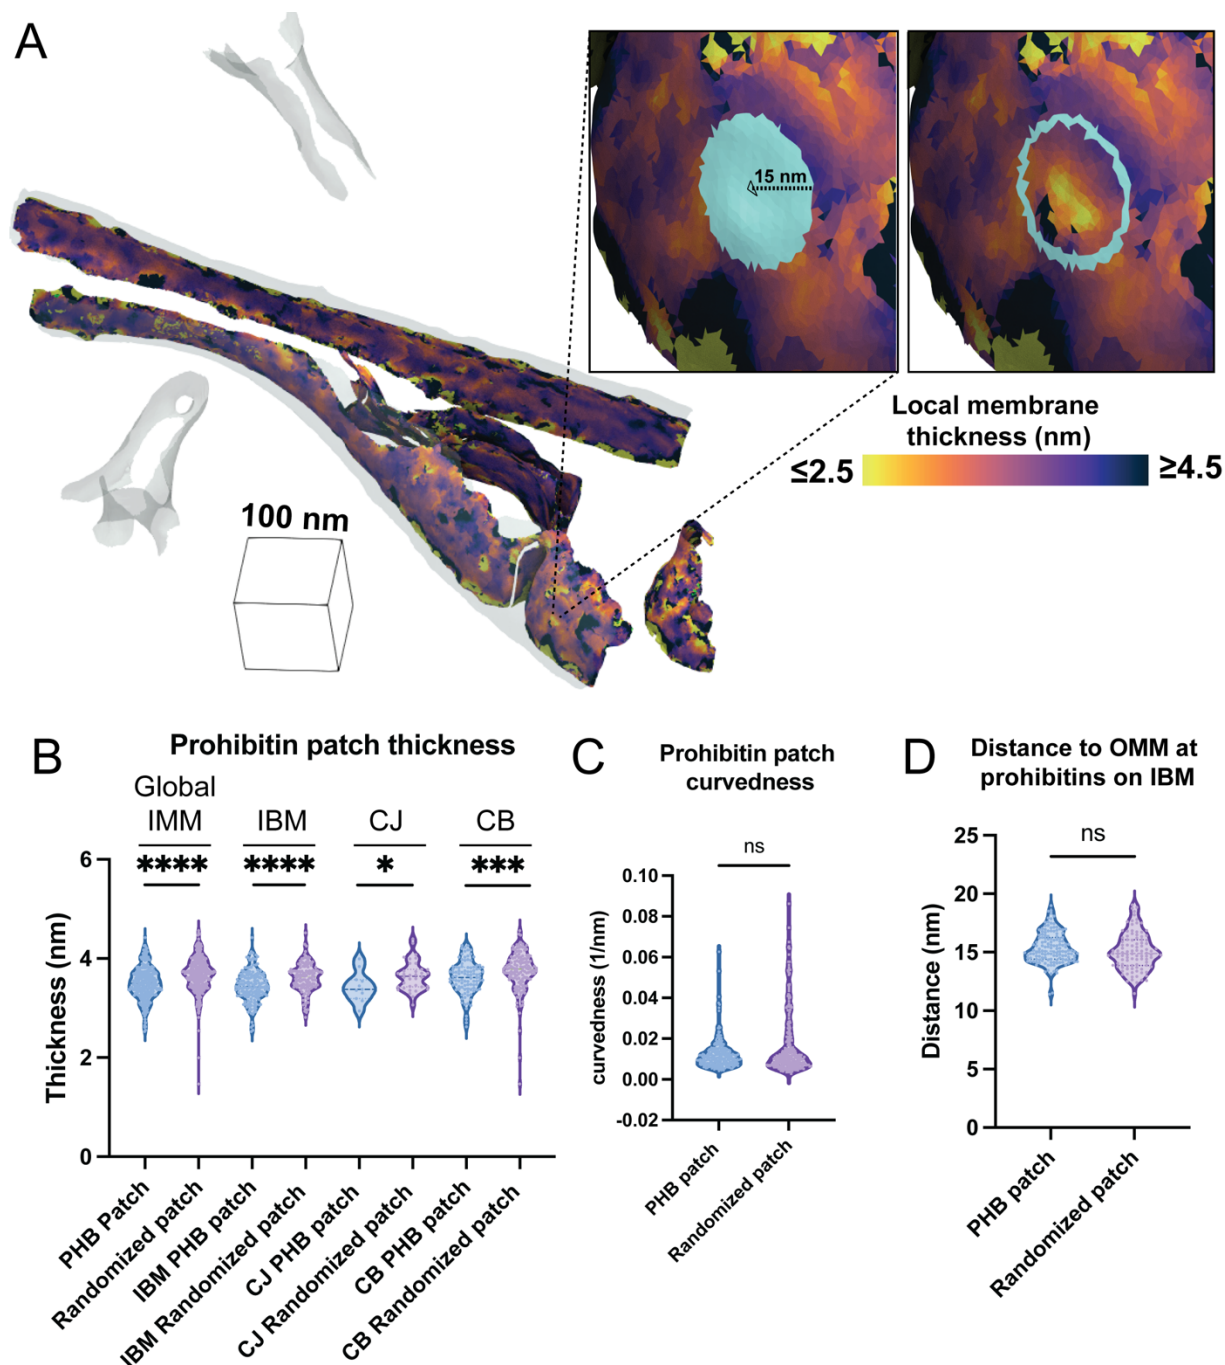 A
15 nm
Local membrane
thickness (nm)
≤2.5
≥4.5
100 nm
B
Prohibitin patch thickness
Global
IMM
IBM
CJ
CB
****
****
*
***
Thickness (nm)
6
4
2
0
PHB Patch
Randomized patch
IBM PHB patch
IBM Randomized patch
CJ PHB patch
CJ Randomized patch
CB PHB patch
CB Randomized patch
C
Prohibitin patch
curvedness
ns
curvedness (1/nm)
0.10
0.08
0.06
0.04
0.02
0.00
-0.02
PHB patch
Randomized patch
D
Distance to OMM at
prohibitins on IBM
ns
Distance (nm)
25
20
15
10
5
0
PHB patch
Randomized patch